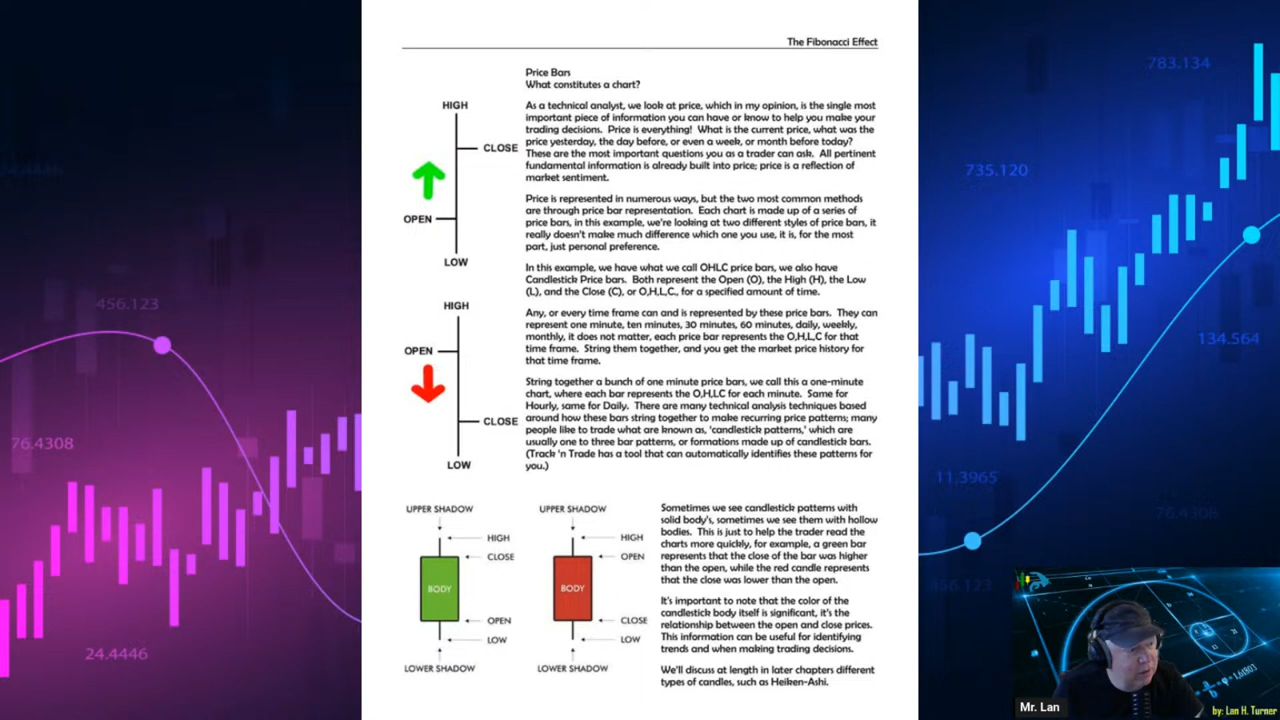 The Fibonacci Effect
Price Bars
What constitutes a chart?
As a technical analyst, we look at price, which in my opinion, is the single most
important piece of information you can have or know to help you make your
trading decisions. Price is everything! What is the current price, what was the
price yesterday, the day before, or even a week, or month before today?
These are the most important questions you as a trader can ask. All pertinent
fundamental information is already built into price; price is a reflection of
market sentiment.
Price is represented in numerous ways, but the two most common methods
are through price bar representation. Each chart is made up of a series of
price bars, in this example, we're looking at two different styles of price bars, it
really doesn't make much difference which one you use, it is, for the most
part, just personal preference.
In this example, we have what we call OHLC price bars, we also have
Candlestick Price bars. Both represent the Open (O), the High (H), the Low
(L), and the Close (C), or O,H,L,C., for a specified amount of time.
Any, or every time frame can and is represented by these price bars. They can
represent one minute, ten minutes, 30 minutes, 60 minutes, daily, weekly,
monthly, it does not matter, each price bar represents the O,H,L,C for that
time frame. String them together, and you get the market price history for
that time frame.
String together a bunch of one minute price bars, we call this a one-minute
chart, where each bar represents the O,H,LC for each minute. Same for
Hourly, same for Daily. There are many technical analysis techniques based
around how these bars string together to make recurring price patterns; many
people like to trade what are known as, 'candlestick patterns,' which are
usually one to three bar patterns, or formations made up of candlestick bars.
(Track 'n Trade has a tool that can automatically identifies these patterns for
you.)
HIGH
CLOSE
OPEN
LOW
HIGH
OPEN
CLOSE
LOW
UPPER SHADOW
HIGH
CLOSE
BODY
OPEN
LOW
LOWER SHADOW
UPPER SHADOW
HIGH
OPEN
BODY
CLOSE
LOW
LOWER SHADOW
Sometimes we see candlestick patterns with
solid body's, sometimes we see them with hollow
bodies. This is just to help the trader read the
charts more quickly, for example, a green bar
represents that the close of the bar was higher
than the open, while the red candle represents
that the close was lower than the open.
It's important to note that the color of the
candlestick body itself is significant, it's the
relationship between the open and close prices.
This information can be useful for identifying
trends and when making trading decisions.
We'll discuss at length in later chapters different
types of candles, such as Heiken-Ashi.
456.123
76.4308
24.4446
783.134
735.120
134.564
11.3965
76.4308
456.123
Mr. Lan
by: Lan H. Turner